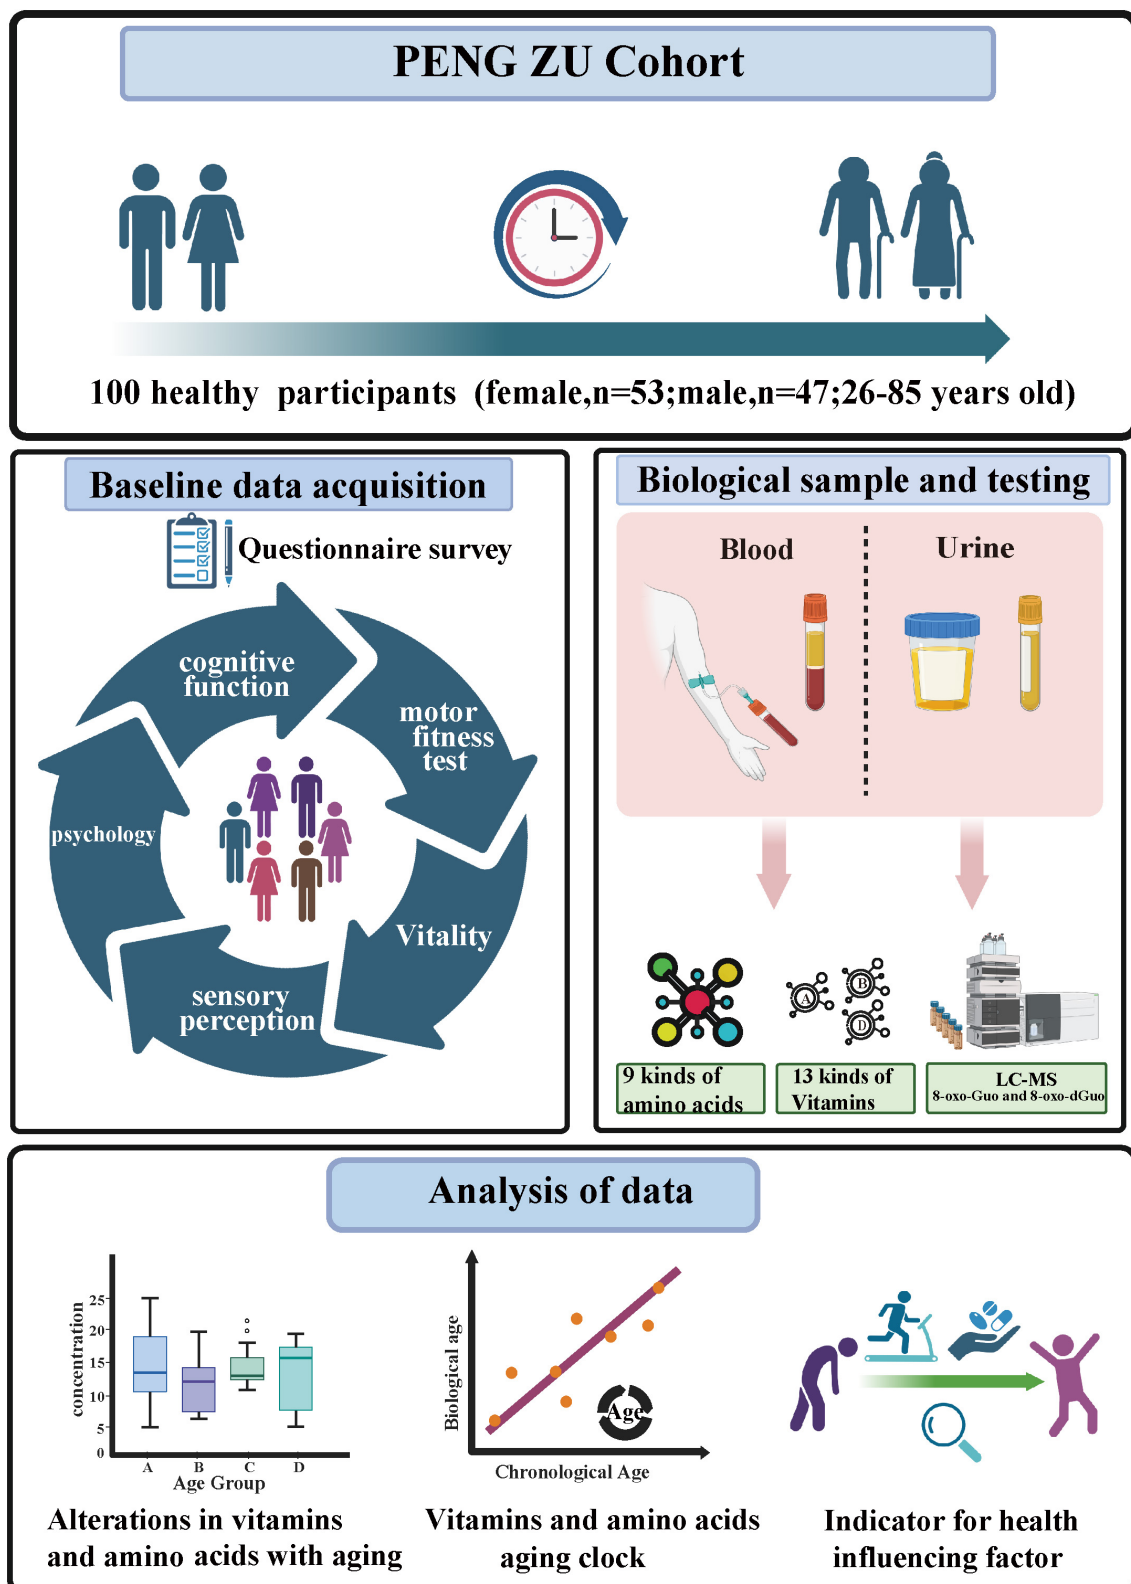 PENG ZU Cohort
100 healthy participants (female,n=53;male,n=47;26-85 years old)
Baseline data acquisition
Questionnaire survey
cognitive
function
motor
fitness
test
Vitality
sensory
perception
psychology
Biological sample and testing
Blood
Urine
A
B
D
9 kinds of
amino acids
13 kinds of
Vitamins
LC-MS
8-oxo-Guo and 8-oxo-dGuo
Analysis of data
concentration
25
20
15
10
5
0
A B C D
Age Group
Alterations in vitamins
and amino acids with aging
Biological age
Age
Chronological Age
Vitamins and amino acids
aging clock
Indicator for health
influencing factor